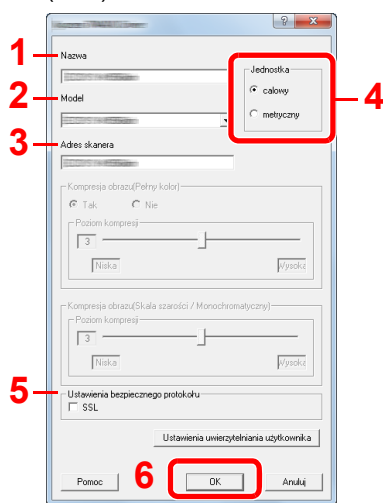 1
Nazwa
Jednostka
calowy
2
Model
metryczny
4
3
Adres skanera
Kompresja obrazu(Pełny kolor)
Tak Nie
Poziom kompresji
3
Niska Wysoka
Kompresja obrazu(Skala szarości / Monochromatyczny)
Poziom kompresji
3
Niska Wysoka
5
Ustawienia bezpiecznego protokołu
SSL
Ustawienia uwierzytelniania użytkownika
6
Pomoc OK Anuluj